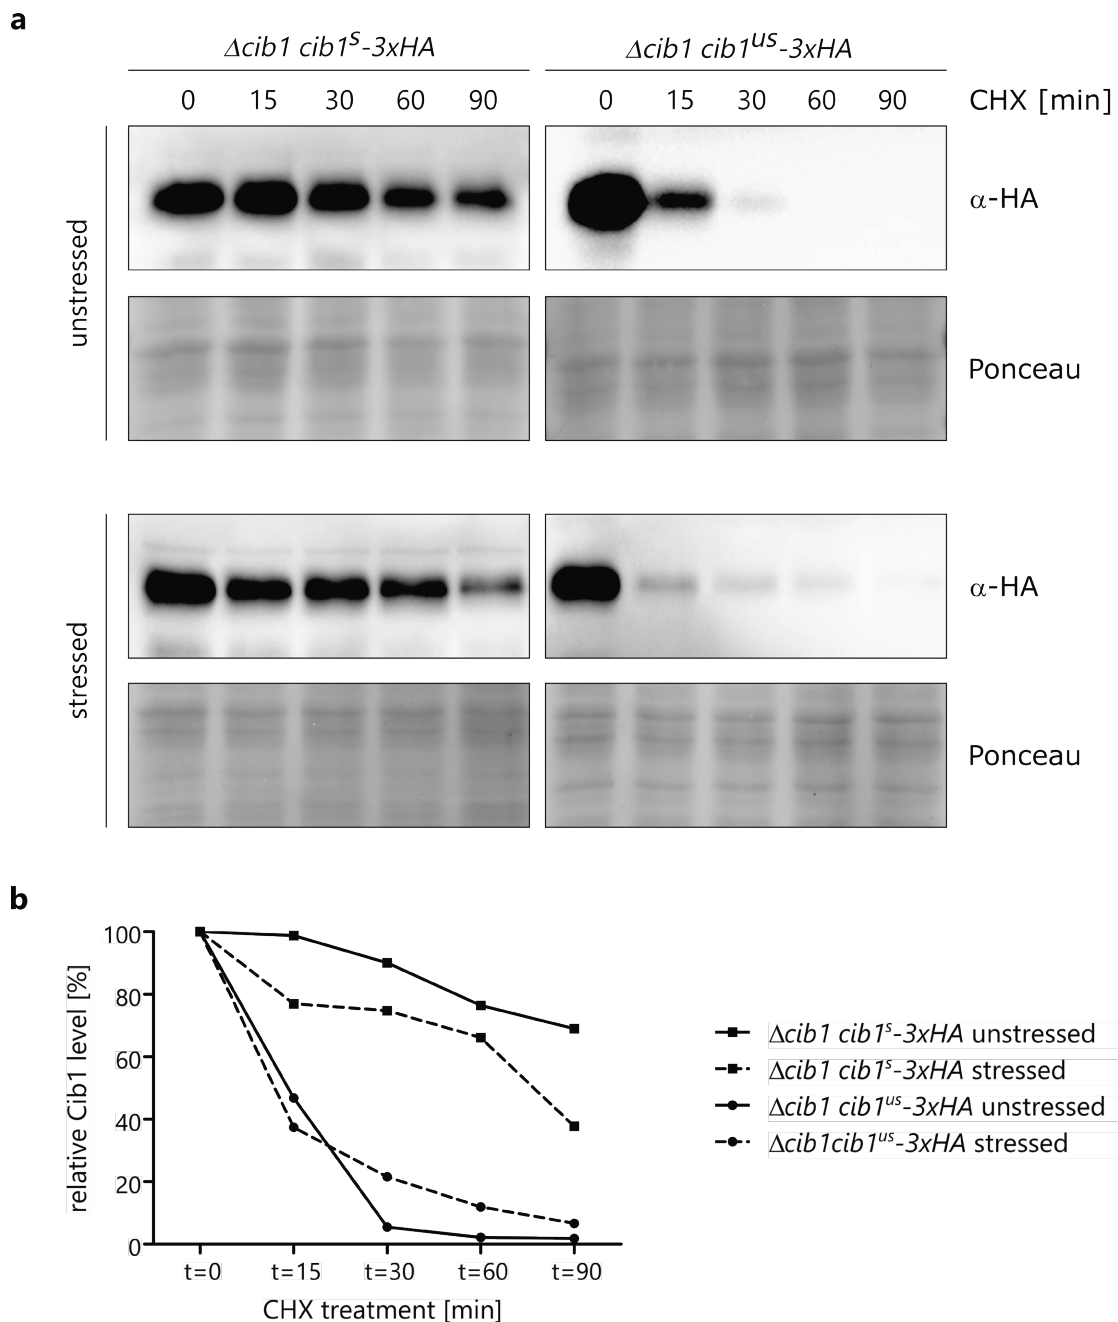 a
Δcib1 cib1ˢ-3xHA Δcib1 cib1ᵘˢ-3xHA
0 15 30 60 90 0 15 30 60 90 CHX [min]
unstressed
α-HA
Ponceau
stressed
α-HA
Ponceau
b
relative Cib1 level [%]
100
80
60
40
20
0
t=0 t=15 t=30 t=60 t=90
CHX treatment [min]
Δcib1 cib1ˢ-3xHA unstressed
Δcib1 cib1ˢ-3xHA stressed
Δcib1 cib1ᵘˢ-3xHA unstressed
Δcib1cib1ᵘˢ-3xHA stressed